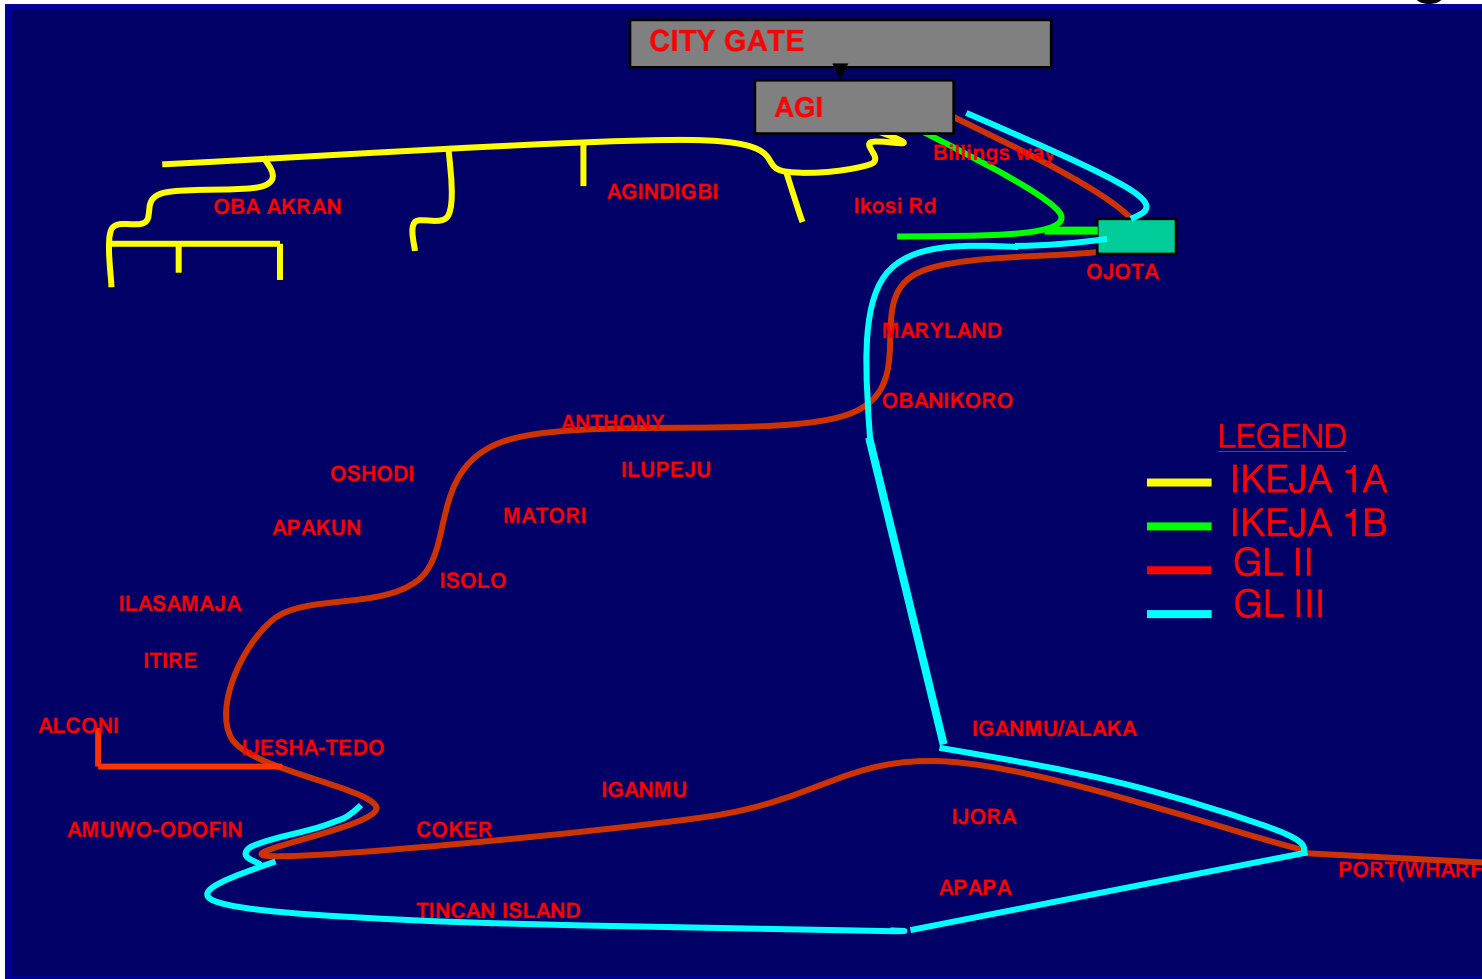 CITY GATE
AGI
Billings way
AGINDIGBI
OBA AKRAN
Ikosi Rd
OJOTA
MARYLAND
OBANIKORO
ANTHONY
LEGEND
OSHODI
ILUPEJU
IKEJA 1A
MATORI
APAKUN
IKEJA 1B
GL II
ISOLO
ILASAMAJA
GL III
ITIRE
ALCONI
IGANMU/ALAKA
IJESHA-TEDO
IGANMU
IJORA
AMUWO-ODOFIN
COKER
PORT(WHARF
APAPA
TINCAN ISLAND